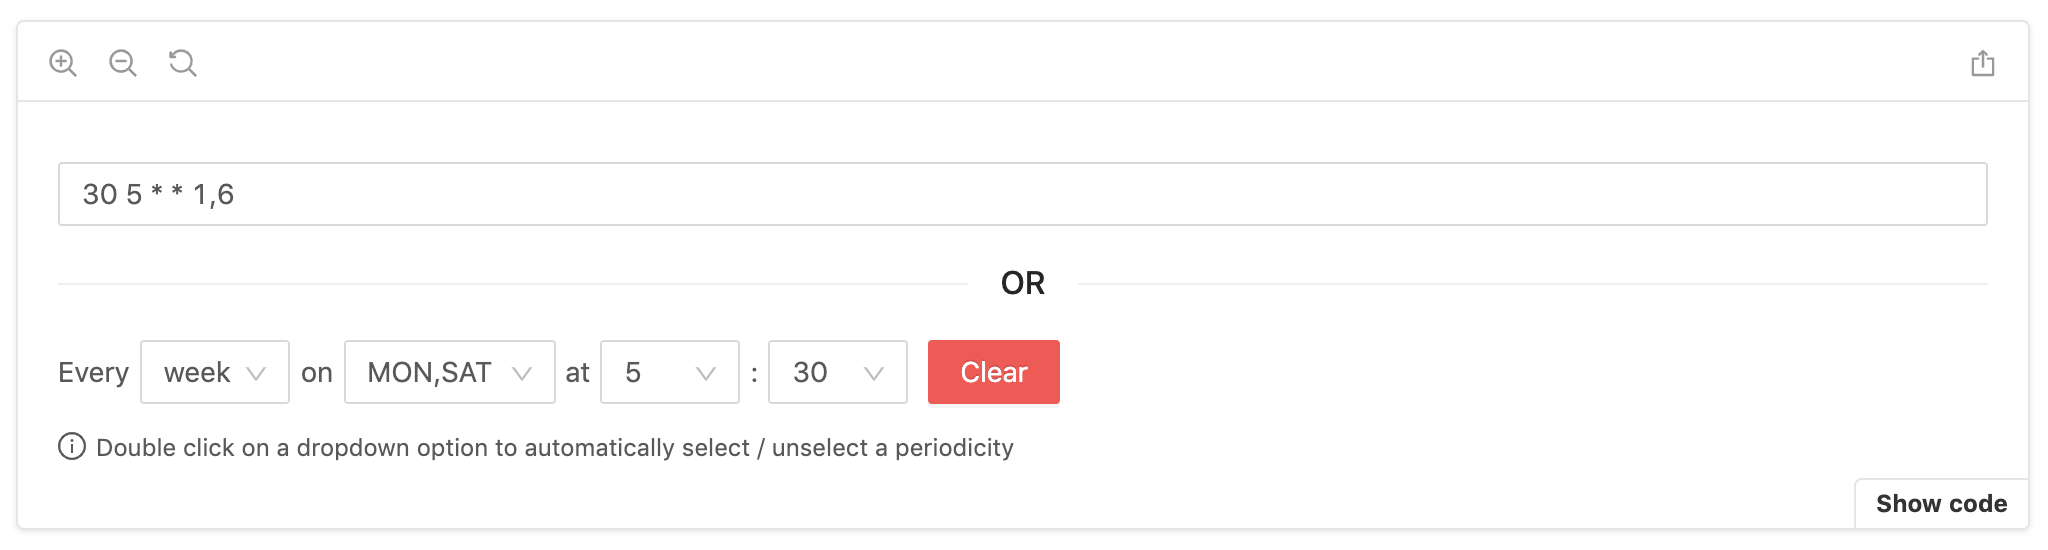 30 5 * * 1,6
OR
Every week on MON,SAT at 5 : 30 Clear
Double click on a dropdown option to automatically select / unselect a periodicity
Show code